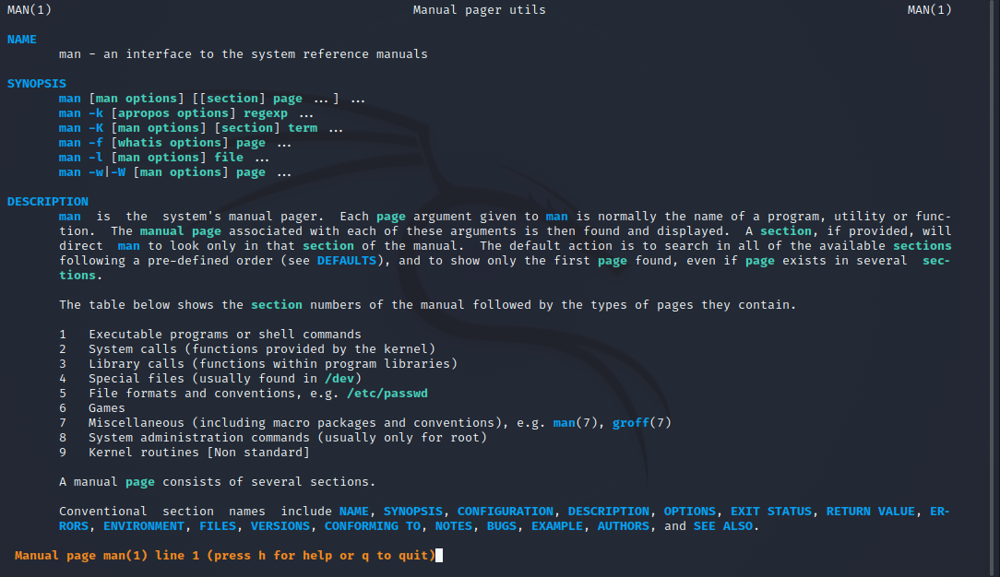 MAN(1) Manual pager utils MAN(1)
NAME
man - an interface to the system reference manuals
SYNOPSIS
man [man options] [[section] page ...] ...
man -k [apropos options] regexp ...
man -K [man options] [section] term ...
man -f [whatis options] page ...
man -l [man options] file ...
man -w|-W [man options] page ...
DESCRIPTION
man is the system's manual pager. Each page argument given to man is normally the name of a program, utility or func-
tion. The manual page associated with each of these arguments is then found and displayed. A section, if provided, will
direct man to look only in that section of the manual. The default action is to search in all of the available sections
following a pre-defined order (see DEFAULTS), and to show only the first page found, even if page exists in several sec-
tions.
The table below shows the section numbers of the manual followed by the types of pages they contain.
1 Executable programs or shell commands
2 System calls (functions provided by the kernel)
3 Library calls (functions within program libraries)
4 Special files (usually found in /dev)
5 File formats and conventions, e.g. /etc/passwd
6 Games
7 Miscellaneous (including macro packages and conventions), e.g. man(7), groff(7)
8 System administration commands (usually only for root)
9 Kernel routines [Non standard]
A manual page consists of several sections.
Conventional section names include NAME, SYNOPSIS, CONFIGURATION, DESCRIPTION, OPTIONS, EXIT STATUS, RETURN VALUE, ER-
RORS, ENVIRONMENT, FILES, VERSIONS, CONFORMING TO, NOTES, BUGS, EXAMPLE, AUTHORS, and SEE ALSO.
Manual page man(1) line 1 (press h for help or q to quit)